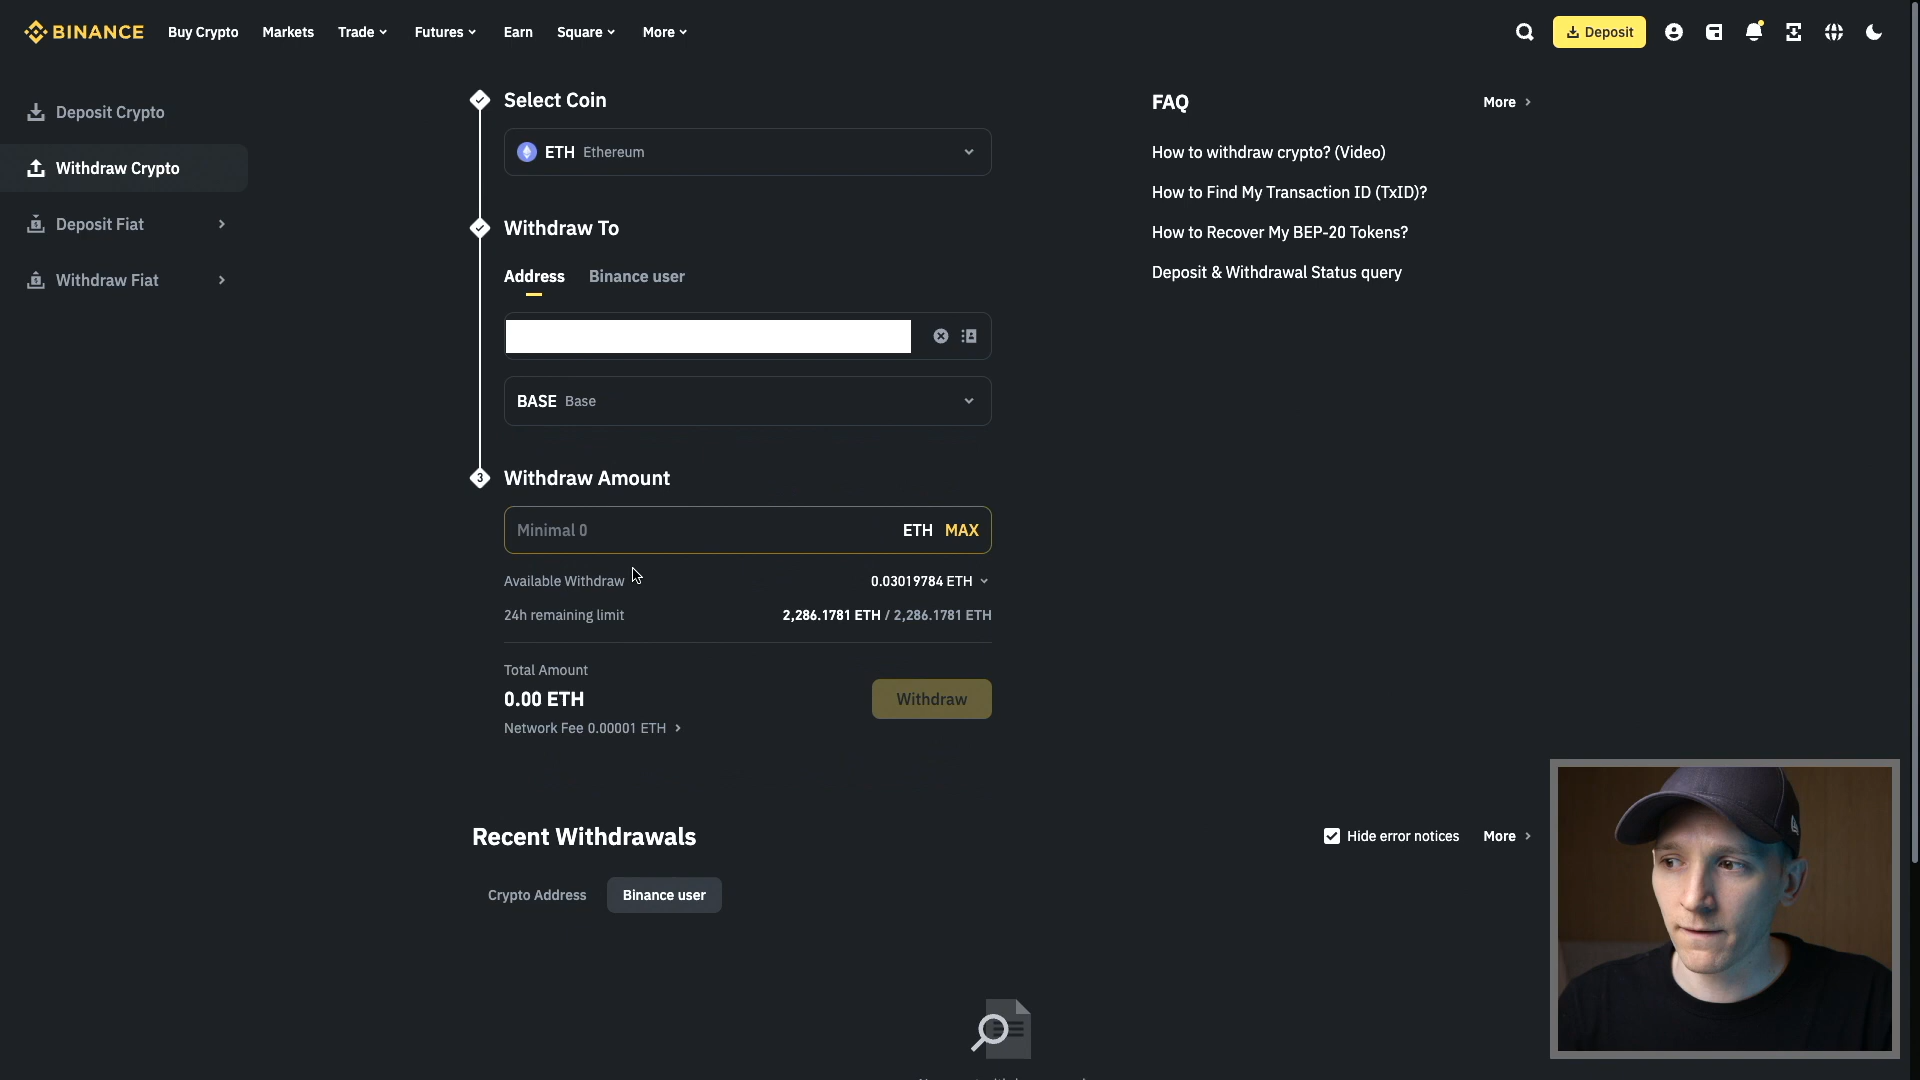 BINANCE
Buy Crypto Markets Trade Futures Earn Square More
Deposit
Deposit Crypto
Withdraw Crypto
Deposit Fiat
Withdraw Fiat
Select Coin
ETH Ethereum
Withdraw To
Address Binance user
BASE Base
3 Withdraw Amount
Minimal 0 ETH MAX
Available Withdraw 0.03019784 ETH
24h remaining limit 2,286.1781 ETH / 2,286.1781 ETH
Total Amount
0.00 ETH
Withdraw
Network Fee 0.00001 ETH
FAQ More
How to withdraw crypto? (Video)
How to Find My Transaction ID (TxID)?
How to Recover My BEP-20 Tokens?
Deposit & Withdrawal Status query
Recent Withdrawals
Hide error notices More
Crypto Address Binance user